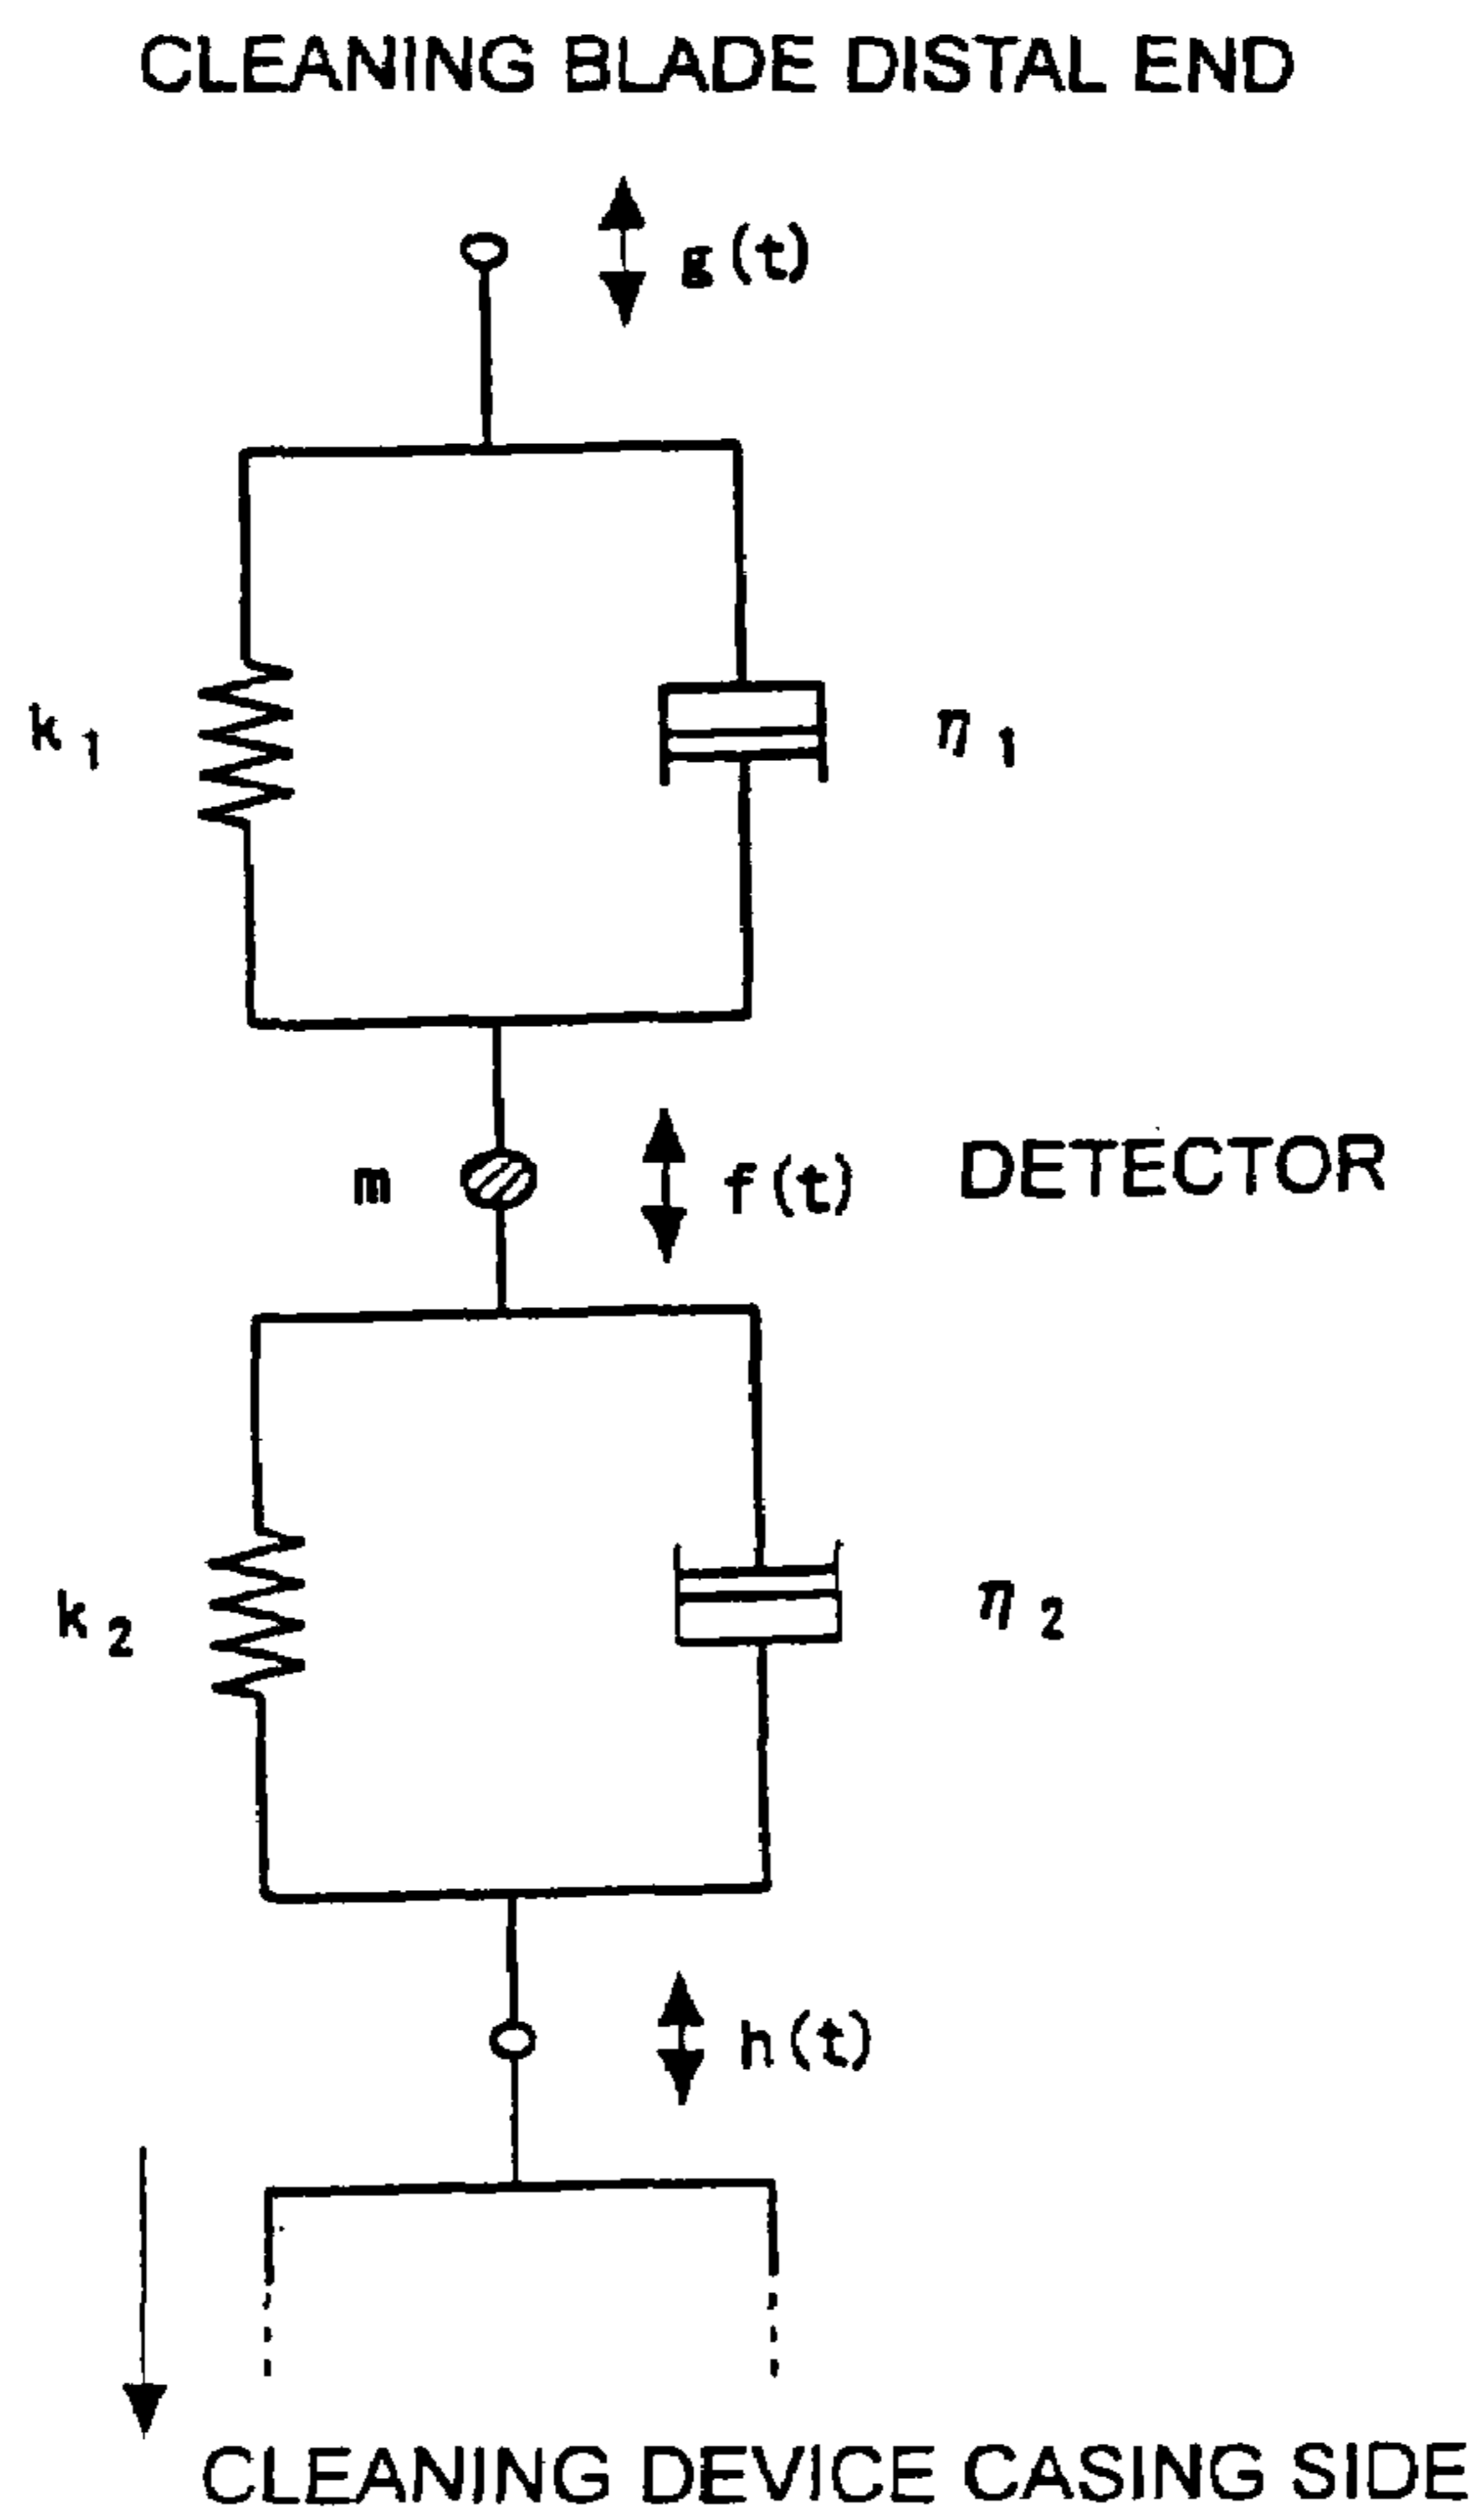 CLEANING BLADE DISTAL END
g(t)
k1 η1
m f(t) DETECTOR
k2 η2
h(t)
CLEANING DEVICE CASING SIDE